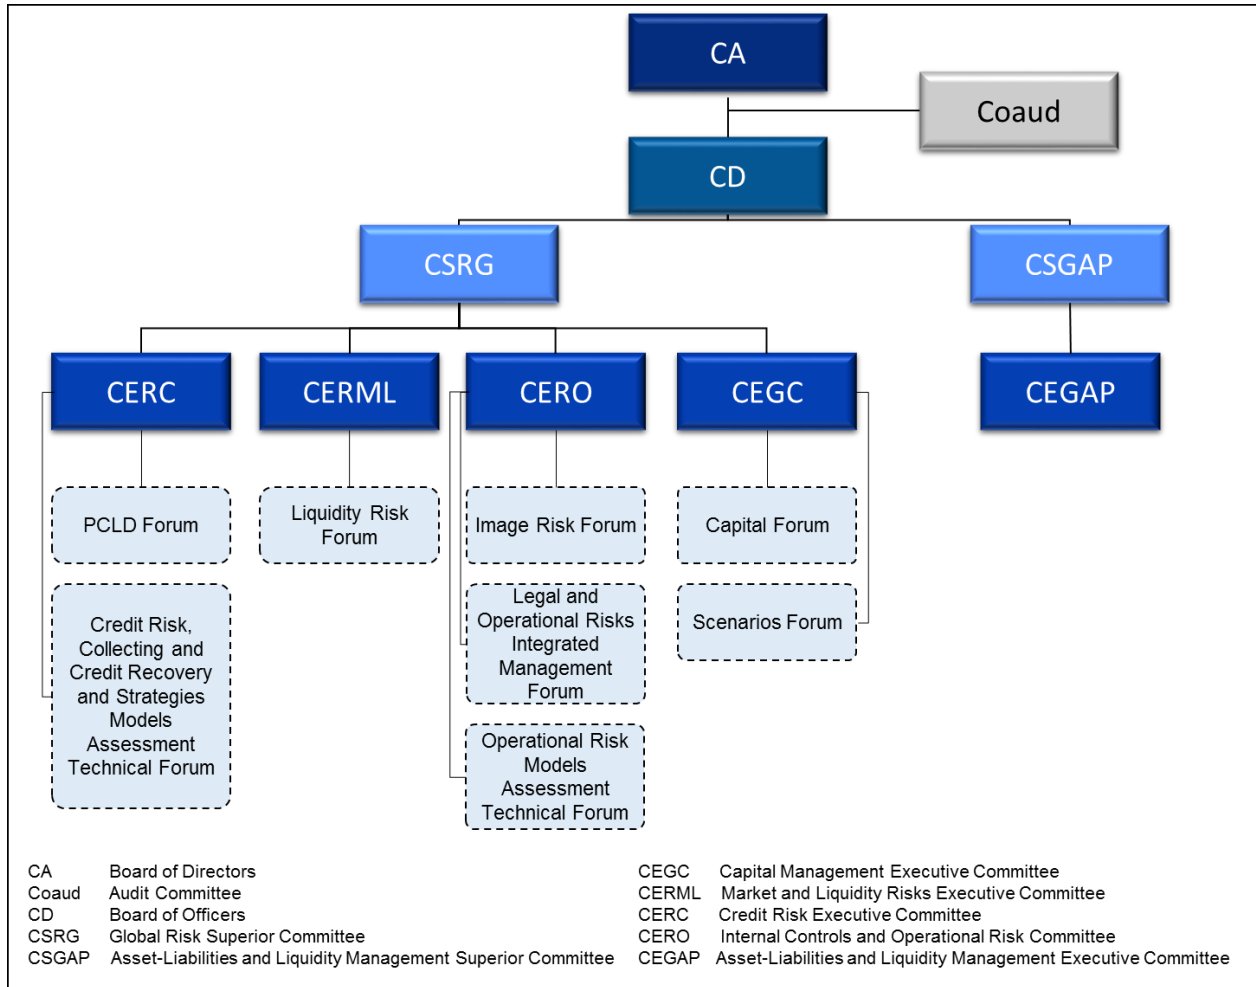 CA
Coaud
CD
CSRG
CSGAP
CERC
CERML
CERO
CEGC
CEGAP
PCLD Forum
Liquidity Risk
Forum
Image Risk Forum
Capital Forum
Credit Risk,
Collecting and
Credit Recovery
and Strategies
Models
Assessment
Technical Forum
Legal and
Operational Risks
Integrated
Management
Forum
Scenarios Forum
Operational Risk
Models
Assessment
Technical Forum
CA Board of Directors
Coaud Audit Committee
CD Board of Officers
CSRG Global Risk Superior Committee
CSGAP Asset-Liabilities and Liquidity Management Superior Committee
CEGC Capital Management Executive Committee
CERML Market and Liquidity Risks Executive Committee
CERC Credit Risk Executive Committee
CERO Internal Controls and Operational Risk Committee
CEGAP Asset-Liabilities and Liquidity Management Executive Committee